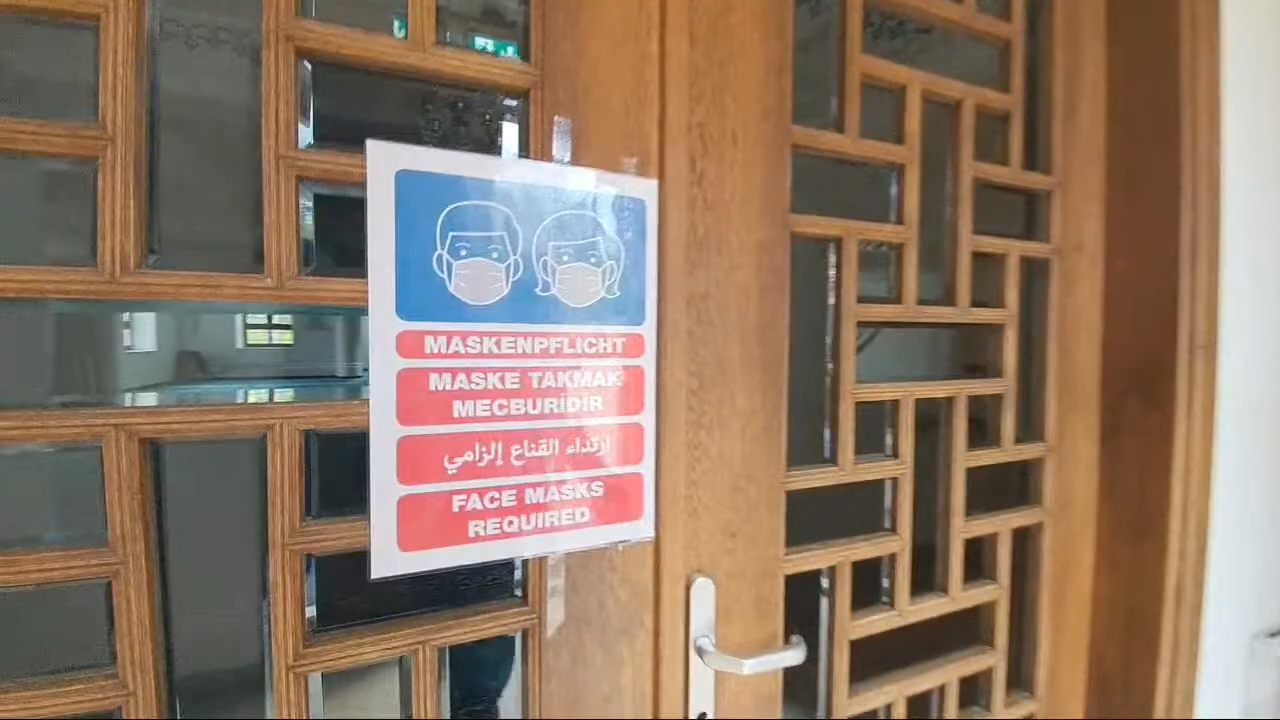 MASKENPFLICHT
MASKE TAKMAK
MECBURİDİR
ارتداء القناع إلزامي
FACE MASKS
REQUIRED